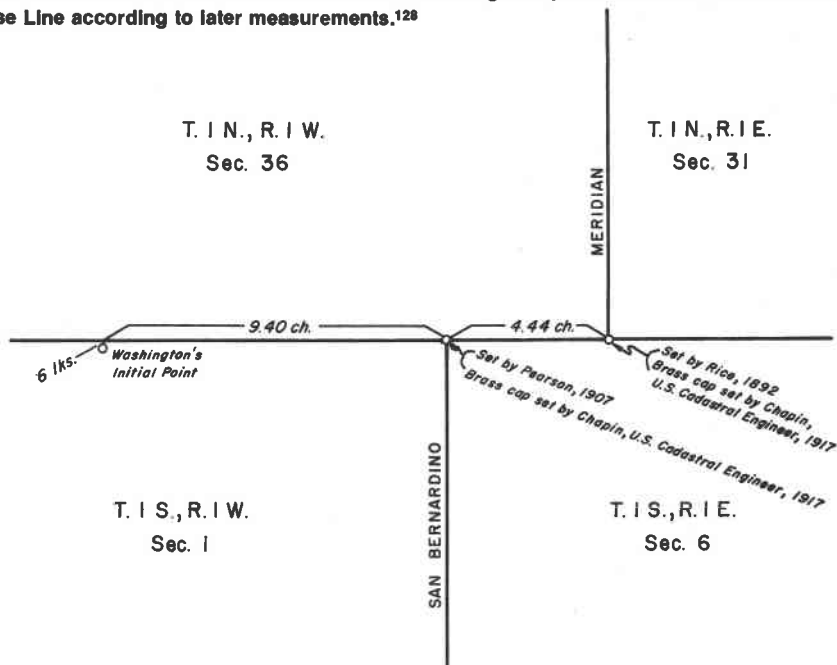 se Line according to later measurements.¹²⁸
T. I N., R. I W.
Sec. 36
T. I N., R. I E.
Sec. 31
MERIDIAN
9.40 ch.
4.44 ch.
6 lks.
Washington's
Initial Point
Set by Pearson, 1907
Brass cap set by Chapin, U.S. Cadastral Engineer, 1917
Set by Rice, 1892
Brass cap set by Chapin,
U.S. Cadastral Engineer, 1917
T. I S., R. I W.
Sec. I
SAN BERNARDINO
T. I S., R. I E.
Sec. 6